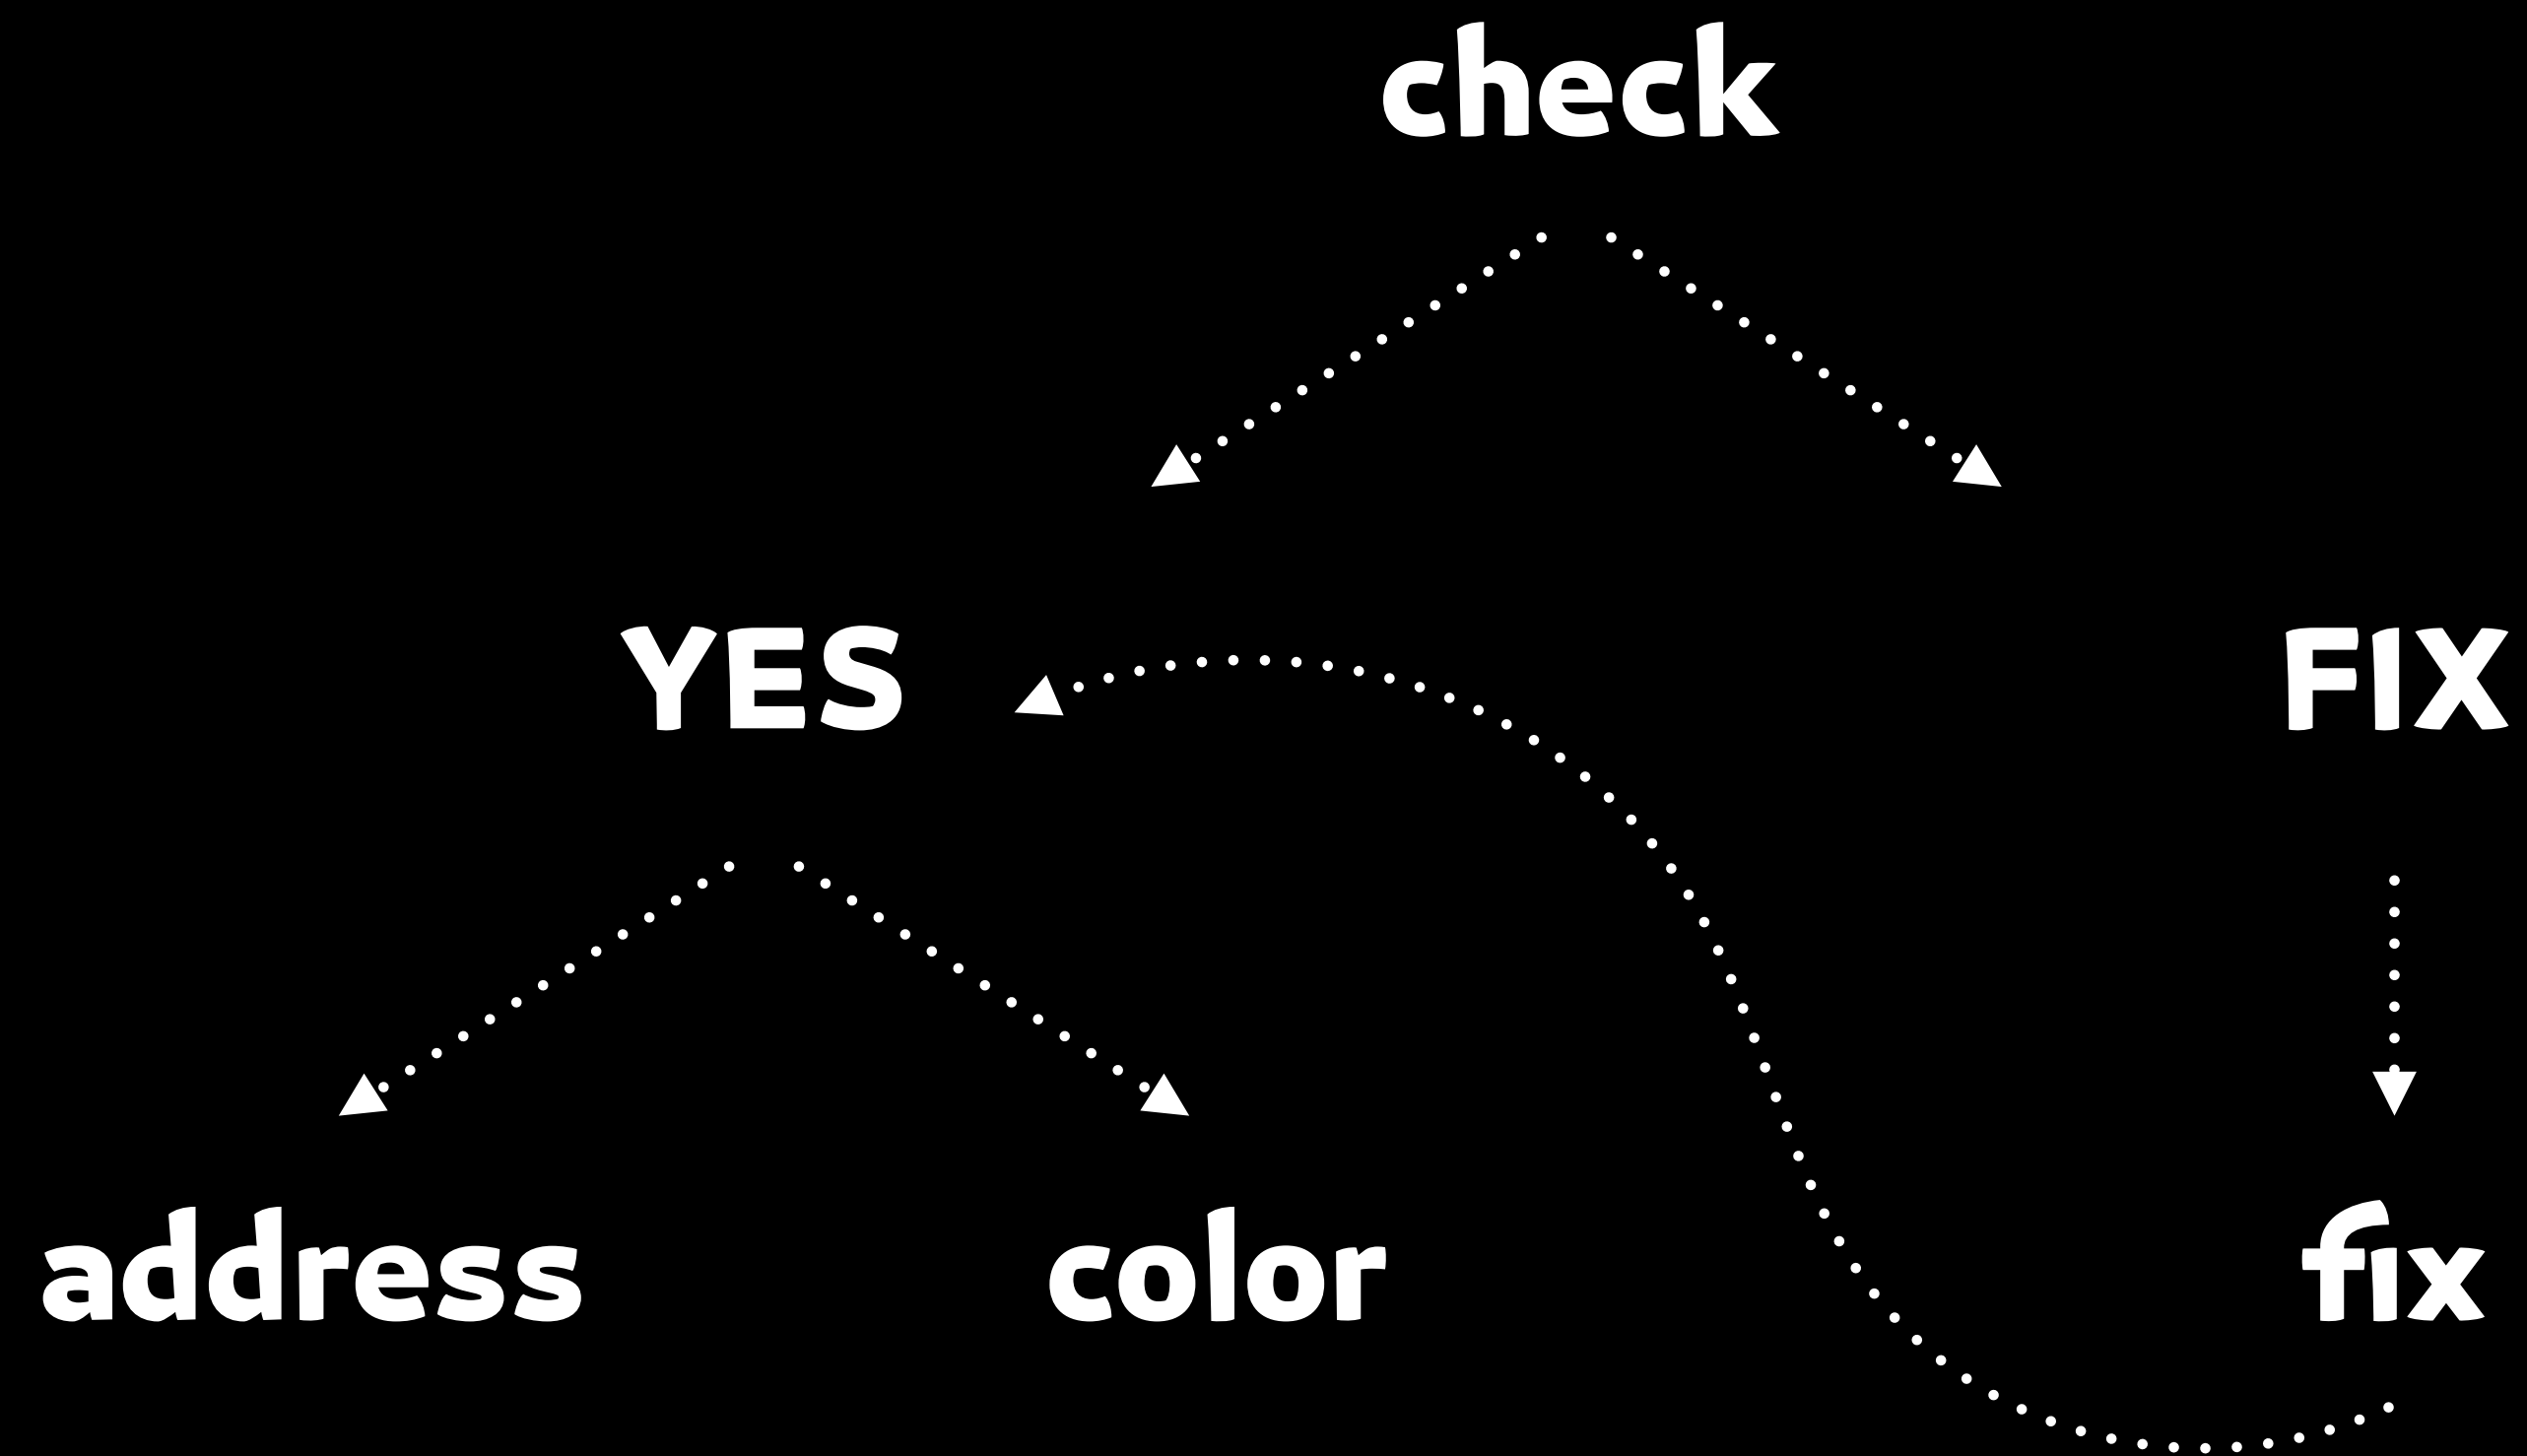 check
YES
FIX
address
color
fix